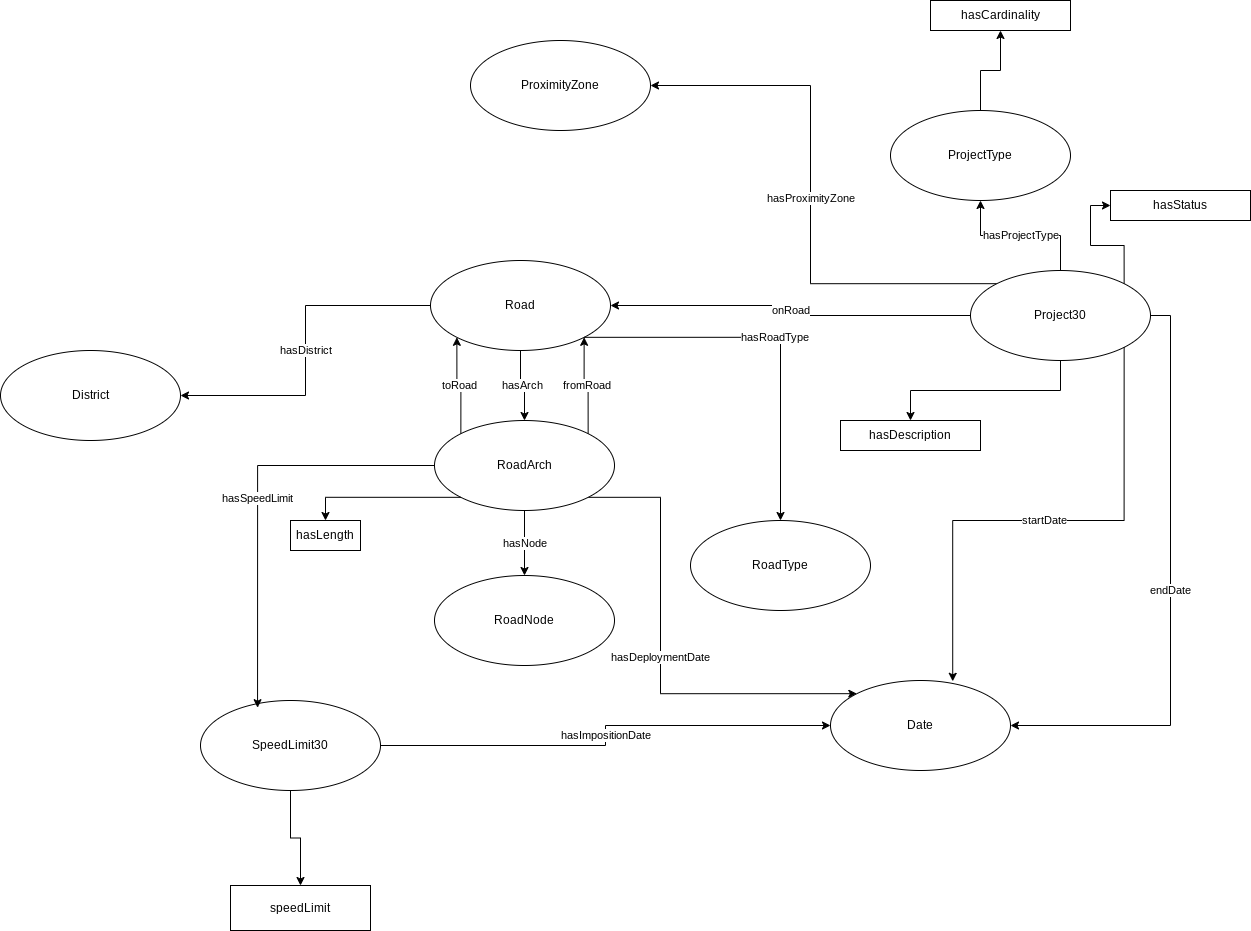 hasCardinality
ProximityZone
ProjectType
hasProximityZone
hasStatus
hasProjectType
Road
onRoad
Project30
hasRoadType
hasDistrict
toRoad
hasArch
fromRoad
District
hasDescription
RoadArch
hasSpeedLimit
hasLength
startDate
hasNode
RoadType
endDate
RoadNode
hasDeploymentDate
Date
hasImpositionDate
SpeedLimit30
speedLimit